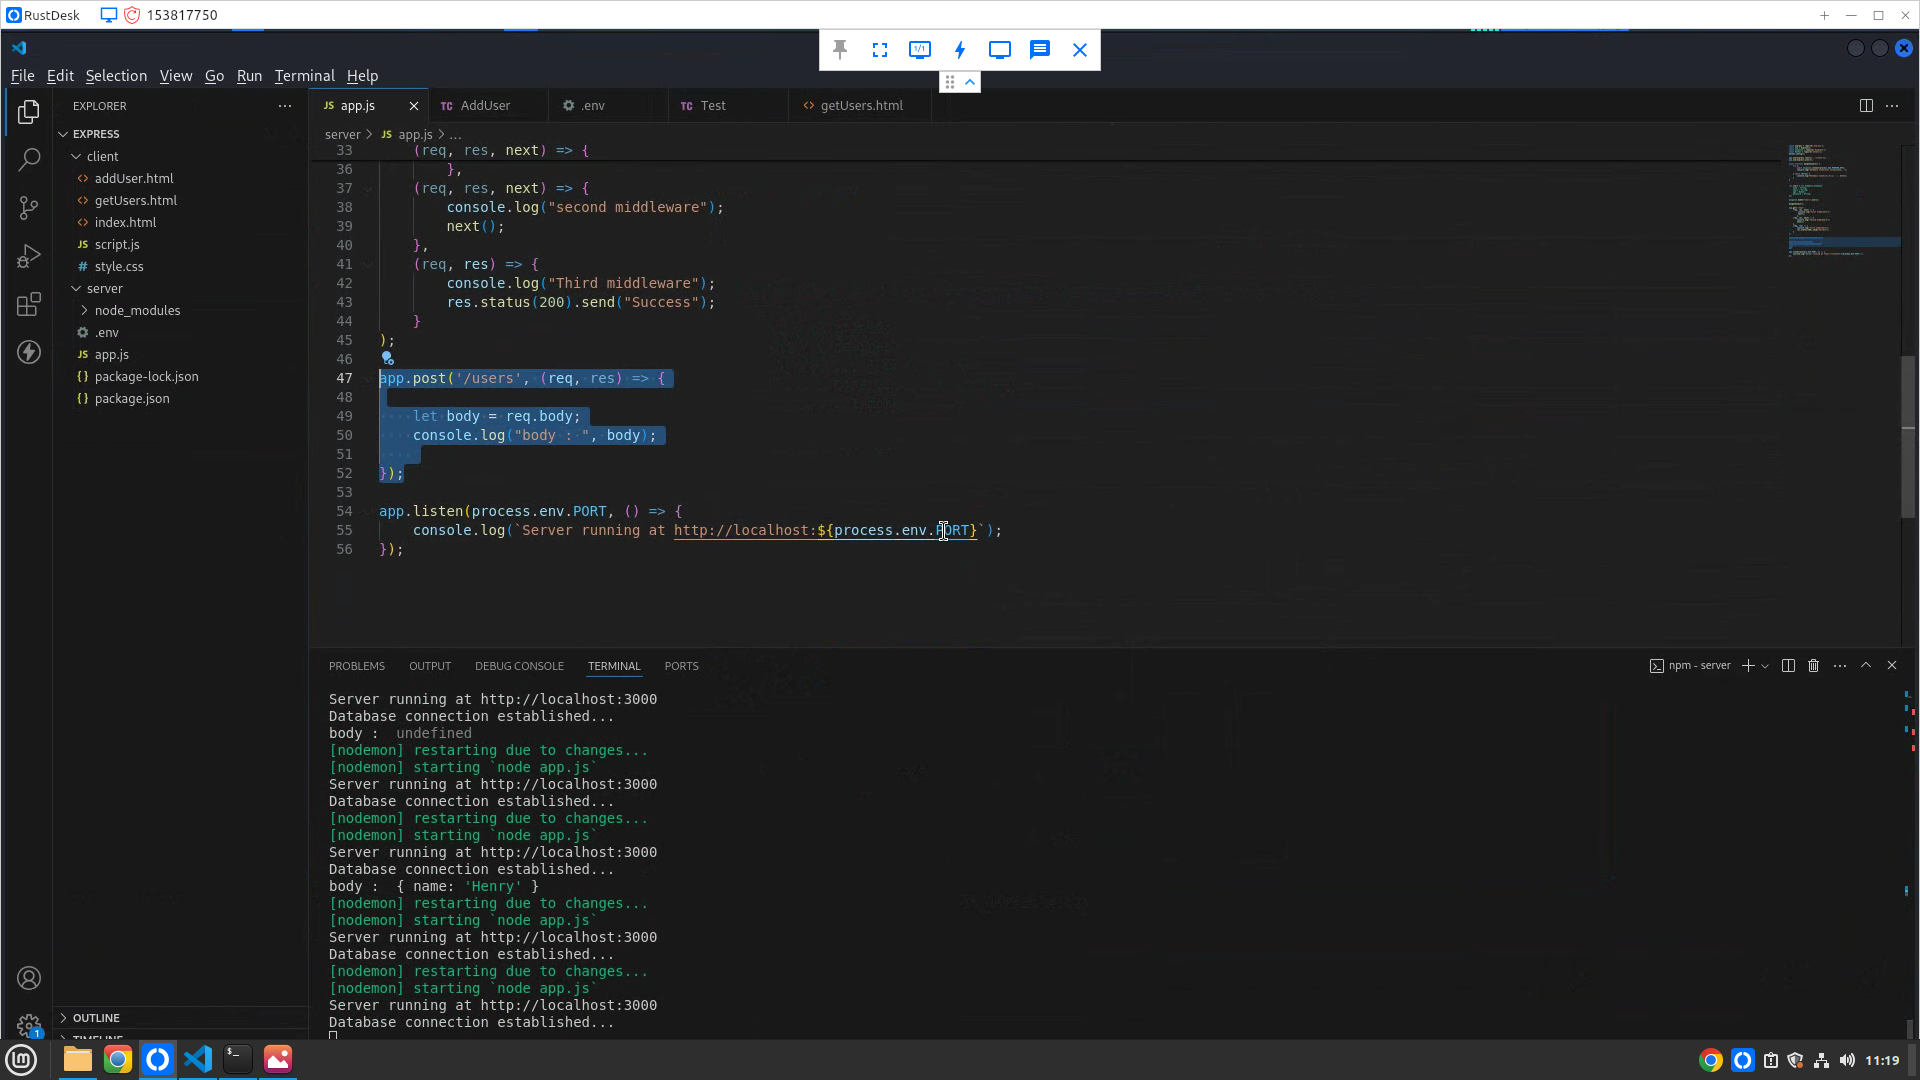 RustDesk 153817750
1/1
File Edit Selection View Go Run Terminal Help
EXPLORER
app.js AddUser .env Test getUsers.html
EXPRESS
client
addUser.html
getUsers.html
index.html
script.js
style.css
server
node_modules
.env
app.js
package-lock.json
package.json
OUTLINE
server > app.js > ...
33 (req, res, next) => {
36 },
37 (req, res, next) => {
38 console.log("second middleware");
39 next();
40 },
41 (req, res) => {
42 console.log("Third middleware");
43 res.status(200).send("Success");
44 }
45 );
46
47 app.post('/users', (req, res) => {
48
49 let body = req.body;
50 console.log("body : ", body);
51
52 });
53
54 app.listen(process.env.PORT, () => {
55 console.log(`Server running at http://localhost:${process.env.PORT}`);
56 });
PROBLEMS OUTPUT DEBUG CONSOLE TERMINAL PORTS
npm - server
Server running at http://localhost:3000
Database connection established...
body : undefined
[nodemon] restarting due to changes...
[nodemon] starting `node app.js`
Server running at http://localhost:3000
Database connection established...
[nodemon] restarting due to changes...
[nodemon] starting `node app.js`
Server running at http://localhost:3000
Database connection established...
body : { name: 'Henry' }
[nodemon] restarting due to changes...
[nodemon] starting `node app.js`
Server running at http://localhost:3000
Database connection established...
[nodemon] restarting due to changes...
[nodemon] starting `node app.js`
Server running at http://localhost:3000
Database connection established...
1
11:19